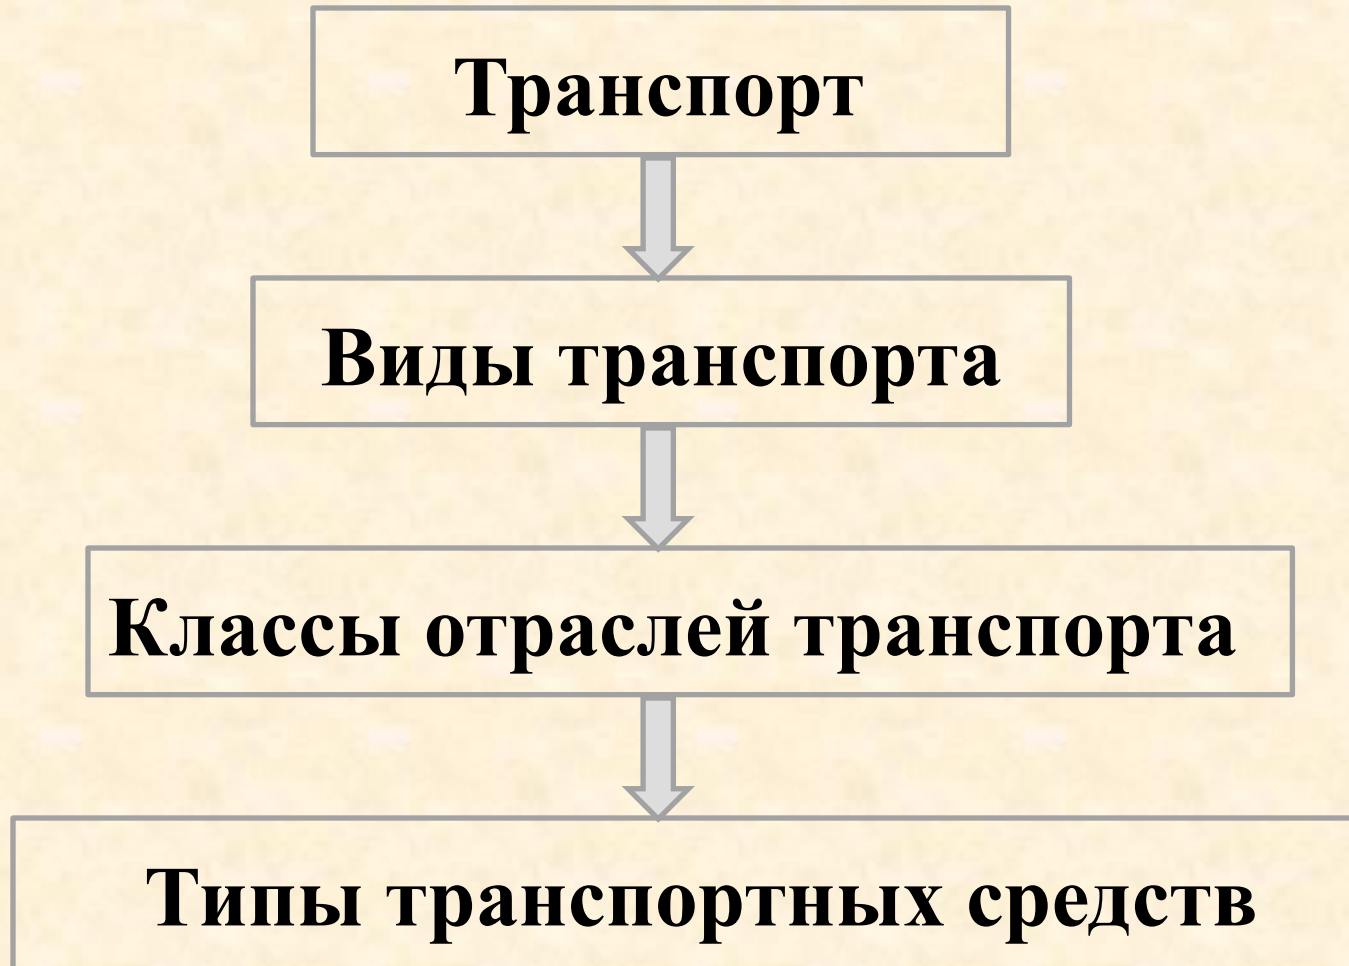 Транспорт
Виды транспорта
Классы отраслей транспорта
Типы транспортных средств